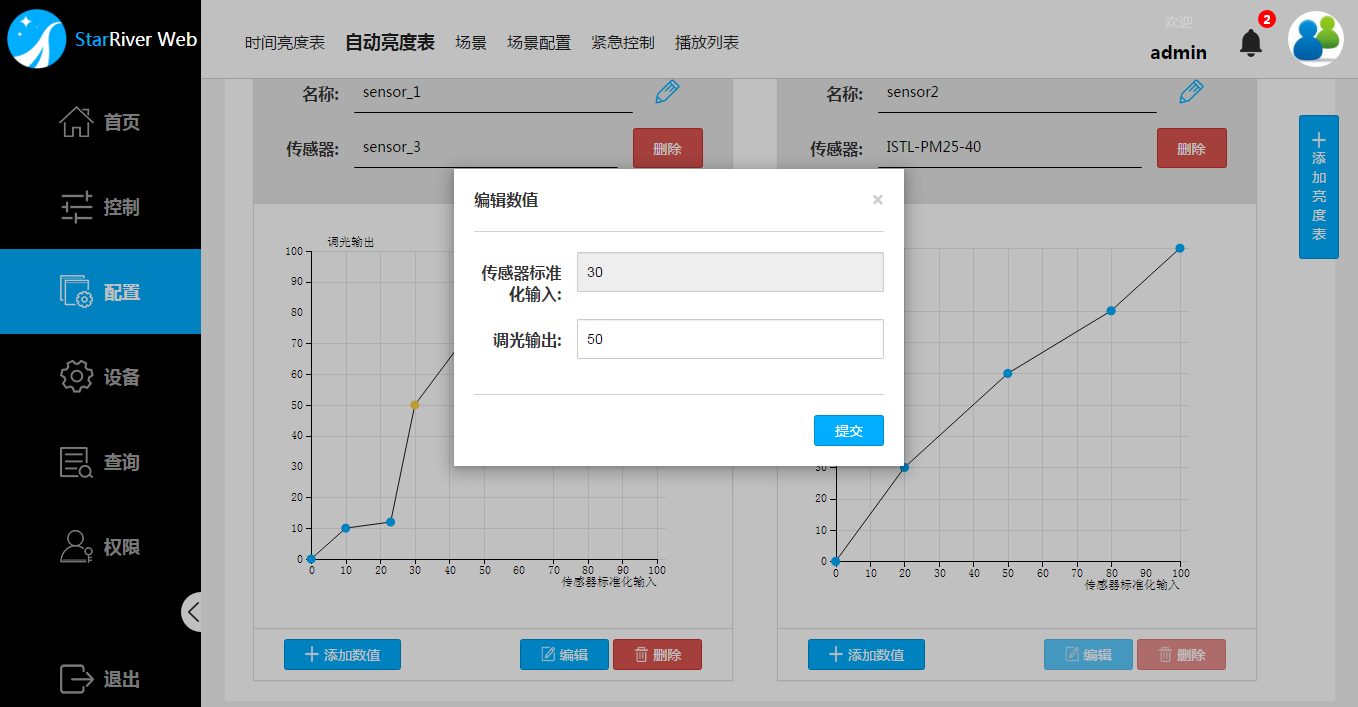 StarRiver Web
首页
控制
配置
设备
查询
权限
退出
时间亮度表 自动亮度表 场景 场景配置 紧急控制 播放列表
欢迎
admin
2
名称: sensor_1
传感器: sensor_3 删除
调光输出
100
90
80
70
60
50
40
30
20
10
0
0 10 20 30 40 50 60 70 80 90 100
传感器标准化输入
添加数值 编辑 删除
名称: sensor2
传感器: ISTL-PM25-40 删除
30
20
10
0
0 10 20 30 40 50 60 70 80 90 100
传感器标准化输入
添加数值 编辑 删除
添加亮度表
编辑数值 ×
传感器标准
化输入: 30
调光输出: 50
提交